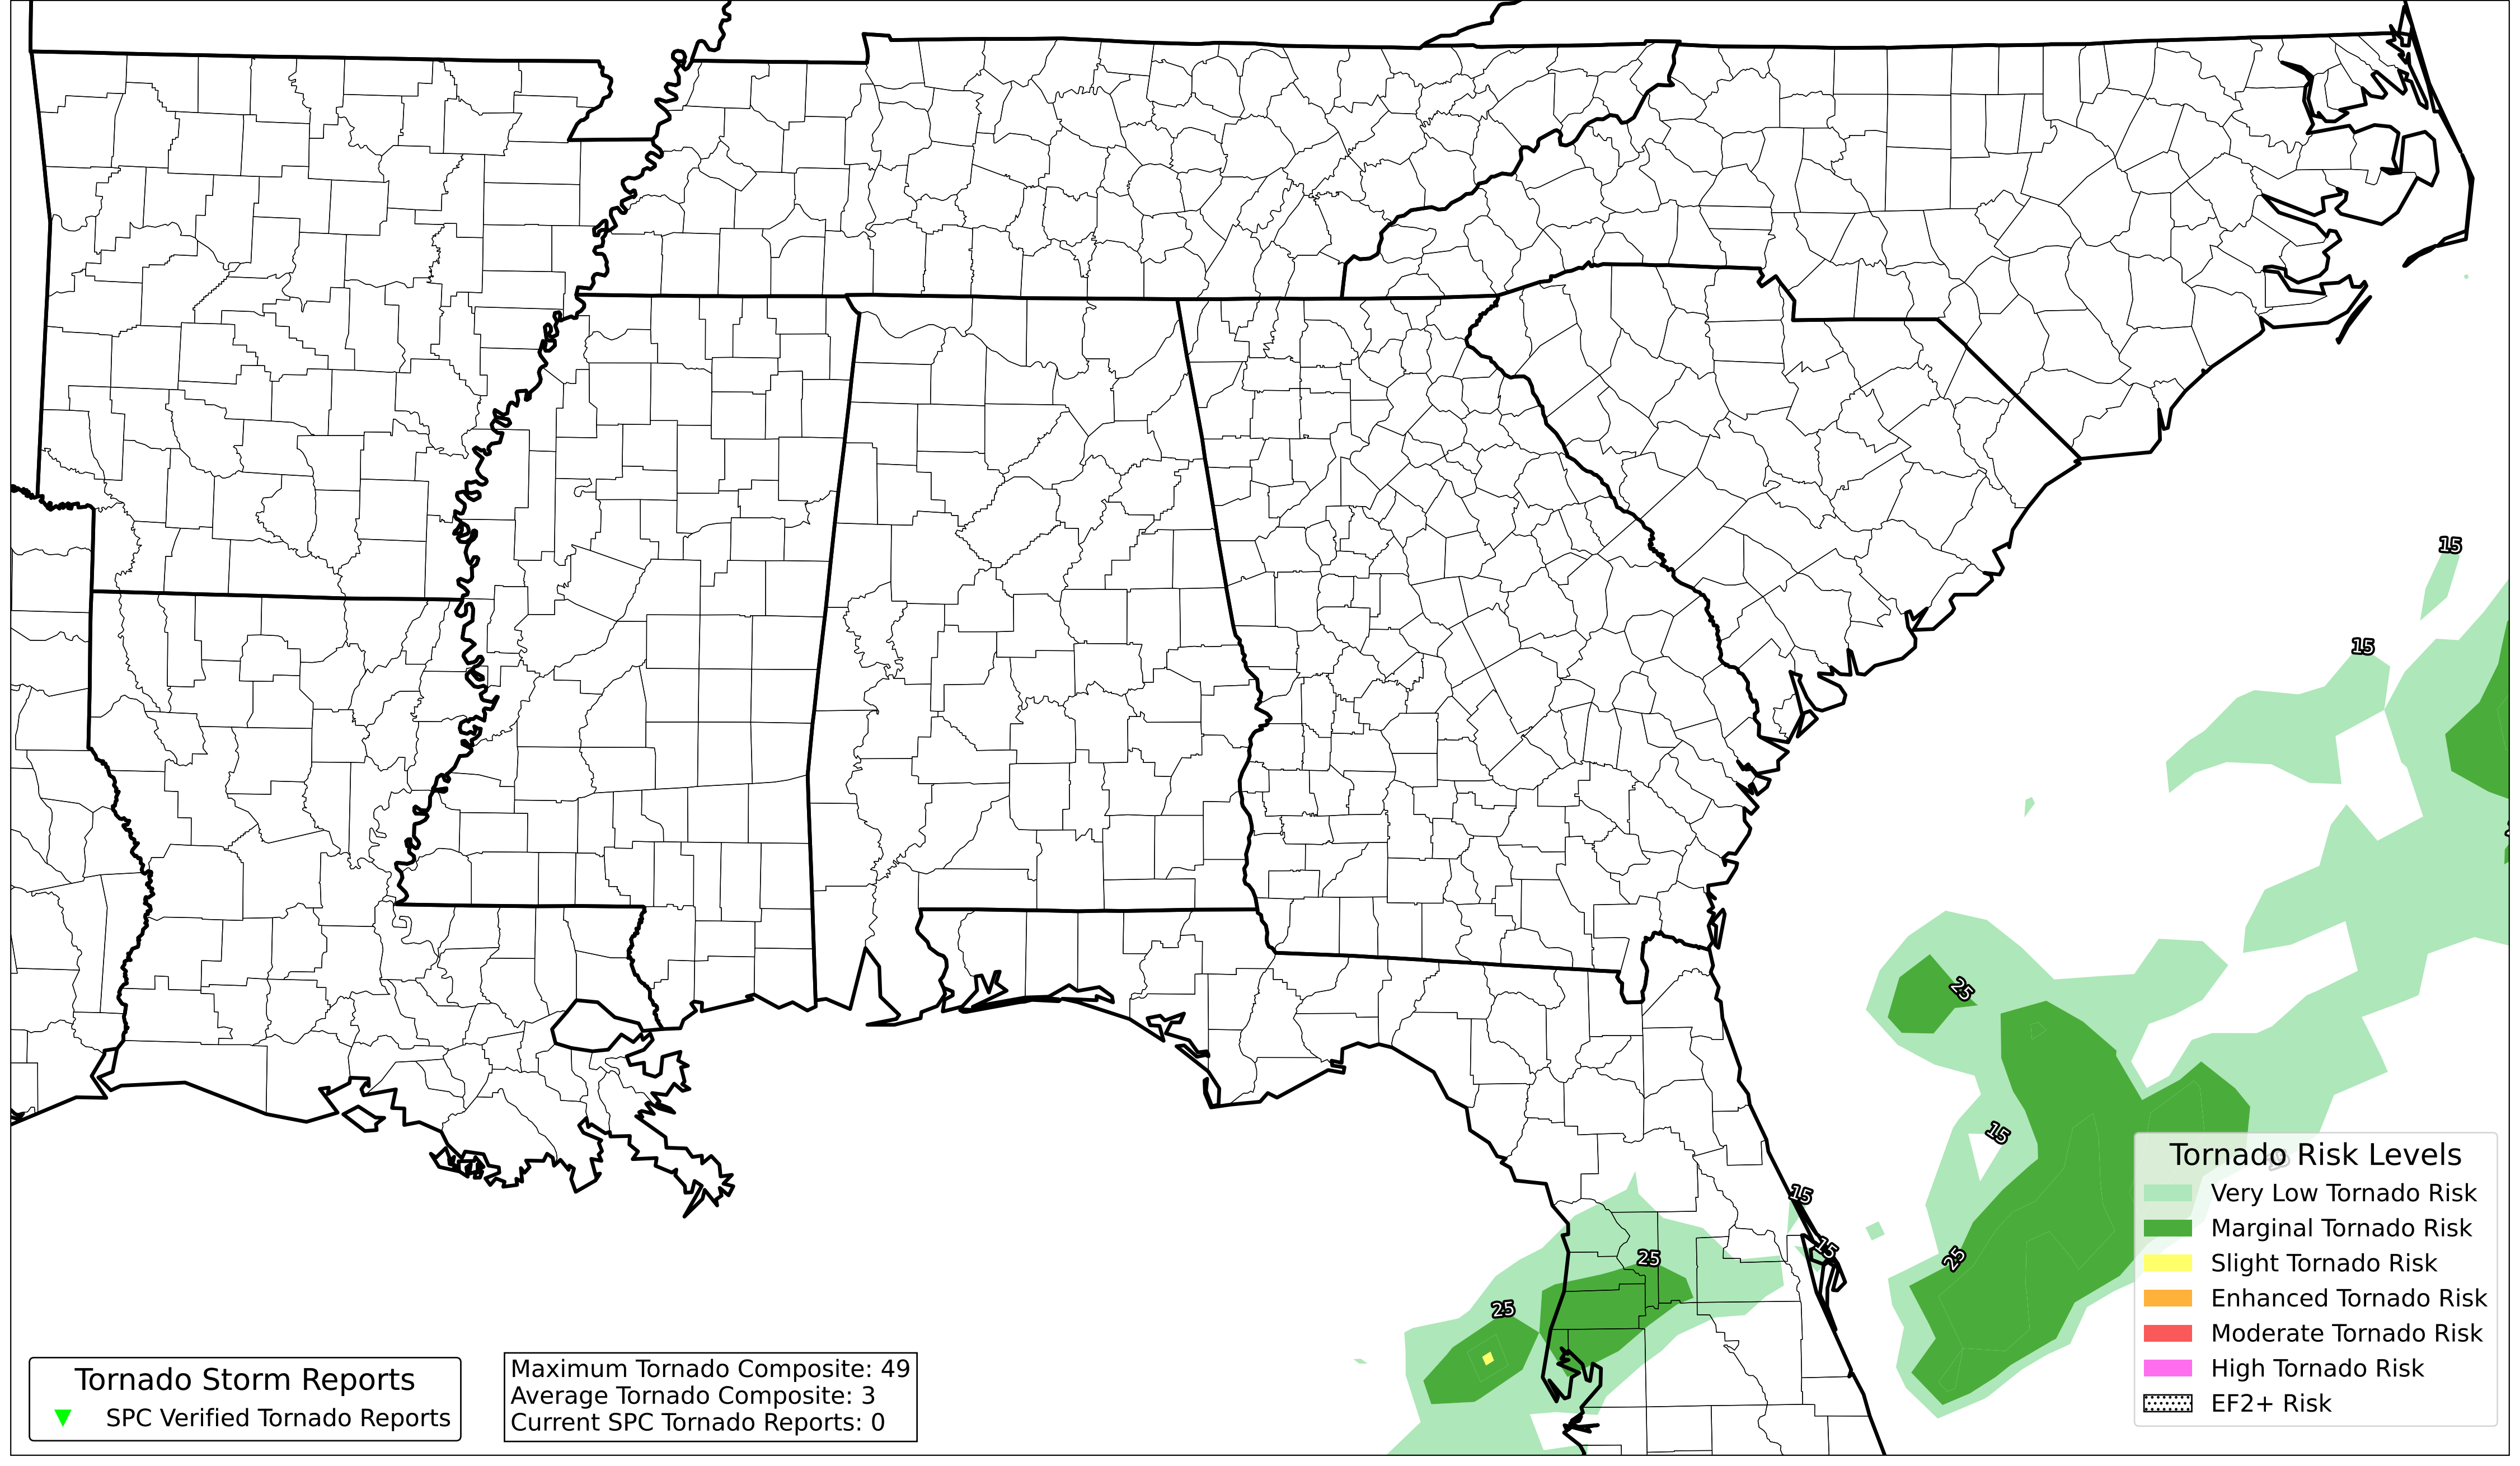 15
15
25
15
15
15
25
25
25
Tornado Risk Levels
Very Low Tornado Risk
Marginal Tornado Risk
Slight Tornado Risk
Enhanced Tornado Risk
Moderate Tornado Risk
High Tornado Risk
EF2+ Risk
Tornado Storm Reports
SPC Verified Tornado Reports
Maximum Tornado Composite: 49
Average Tornado Composite: 3
Current SPC Tornado Reports: 0